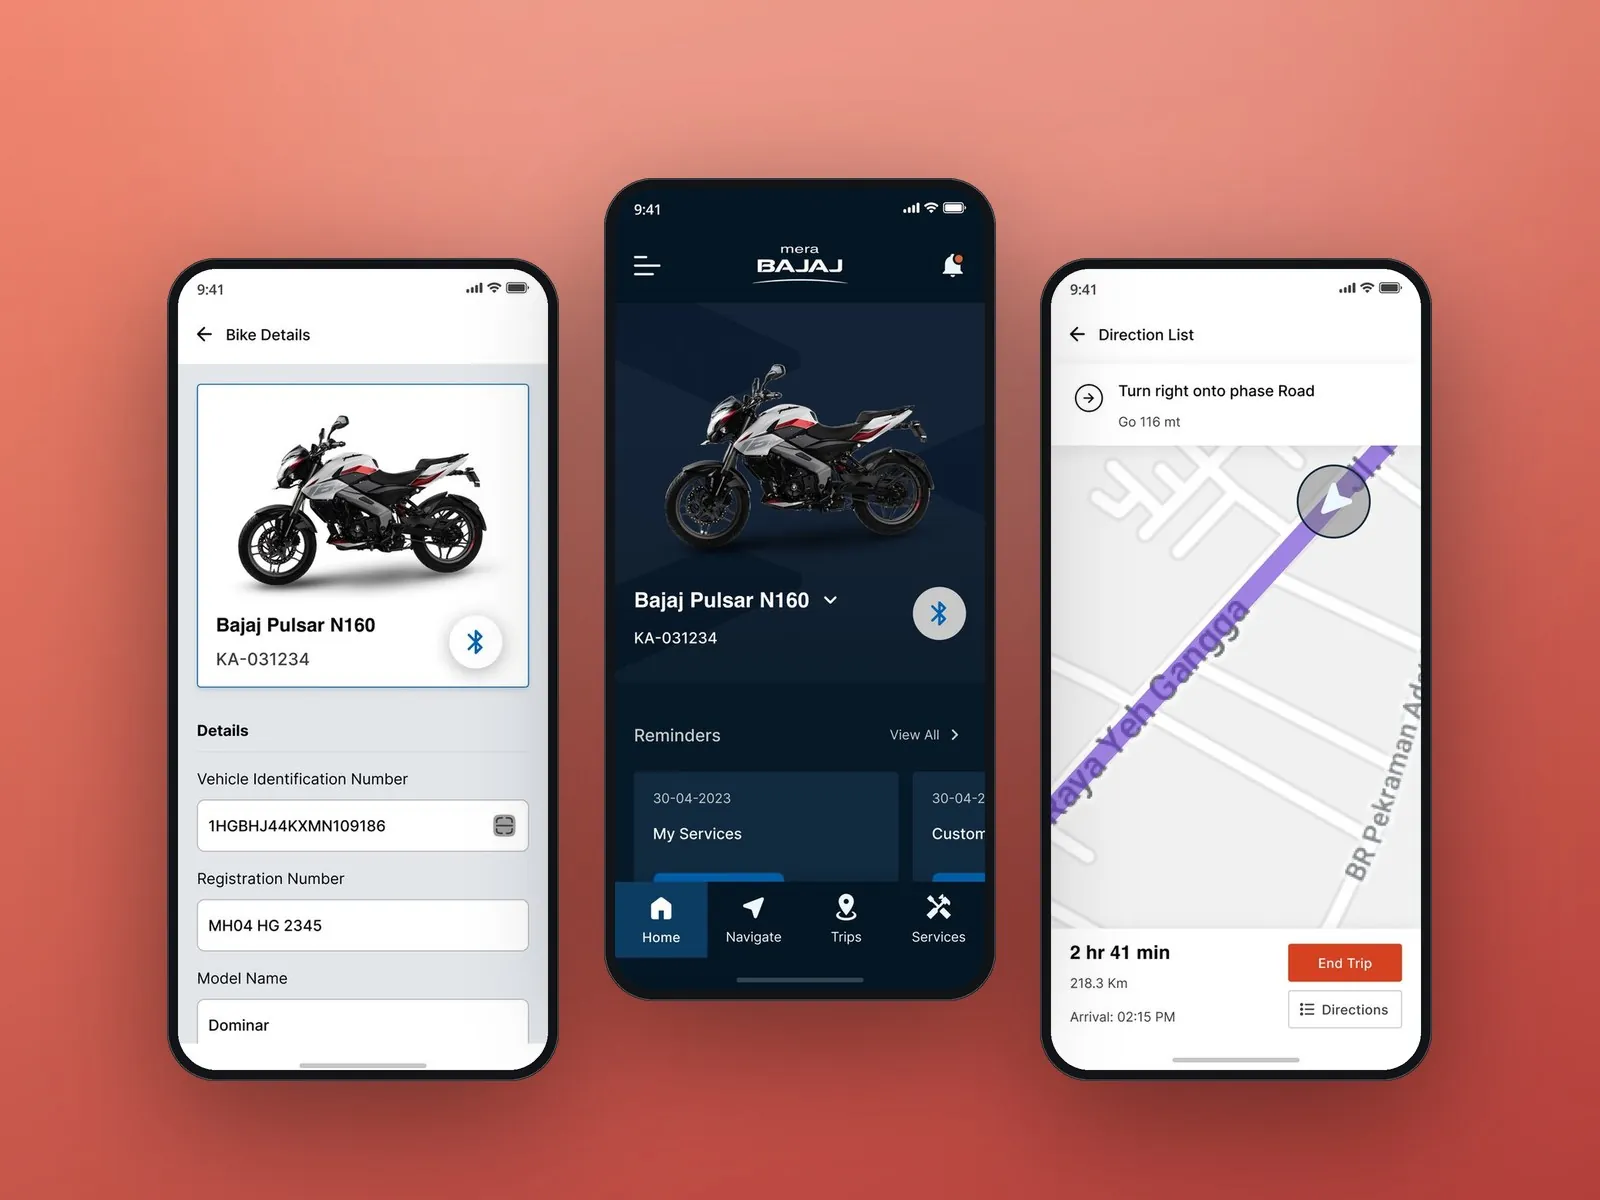 9:41
Bike Details
Bajaj Pulsar N160
KA-031234
Details
Vehicle Identification Number
1HGBHJ44KXMN109186
Registration Number
MH04 HG 2345
Model Name
Dominar
9:41
mera
BAJAJ
Bajaj Pulsar N160
KA-031234
Reminders
View All
30-04-2023
My Services
30-04-2
Custom
Home
Navigate
Trips
Services
9:41
Direction List
Turn right onto phase Road
Go 116 mt
Raya Yeh Gangga
BR Pekraman Ada
2 hr 41 min
218.3 Km
Arrival: 02:15 PM
End Trip
Directions